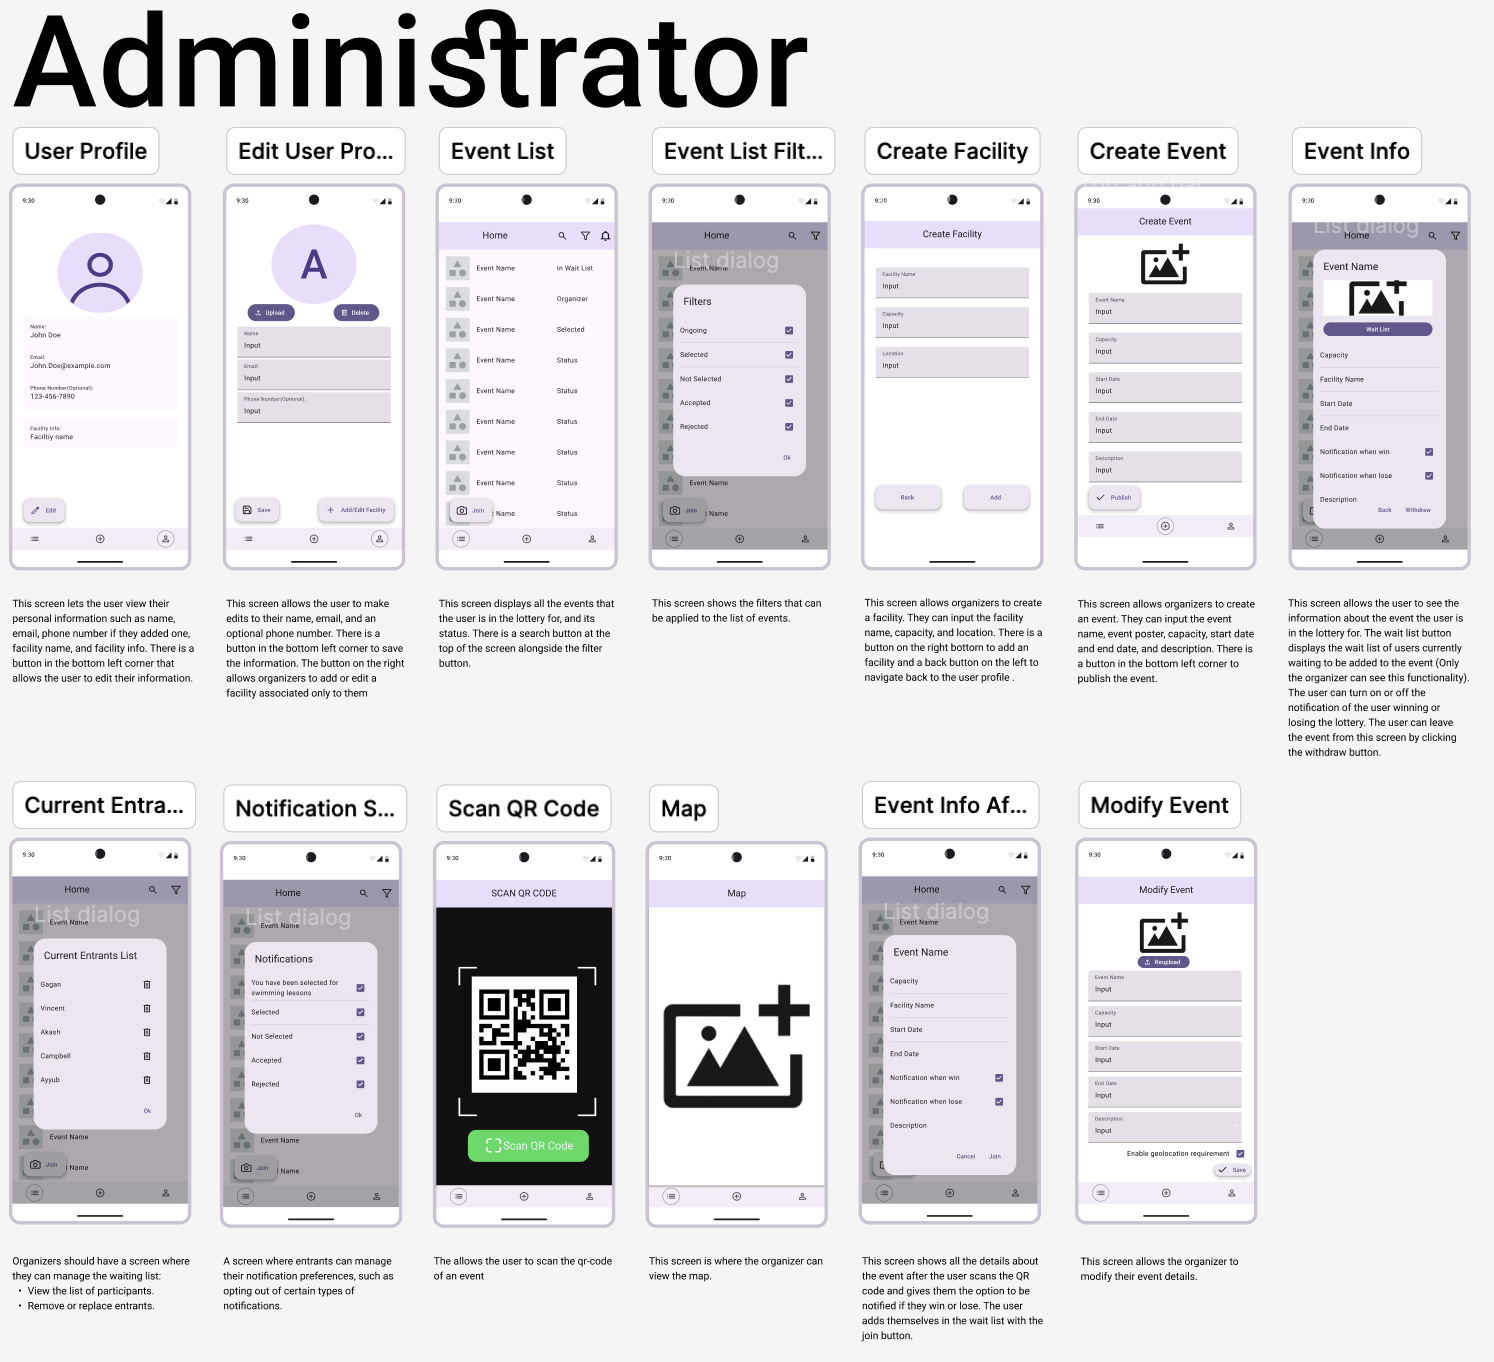 Administrator
User Profile
Edit User Pro...
Event List
Event List Filt...
Create Facility
Create Event
Event Info
9:30
Name:
John Doe
Email:
John.Doe@example.com
Phone Number(Optional):
123-456-7890
Facility Info:
Faciltiy name
Edit
9:30
A
Upload
Delete
Name
Input
Email:
Input
Phone Number(Optional):
Input
Save
Add/Edit Facility
9:30
Home
Event Name In Wait List
Event Name Organizer
Event Name Selected
Event Name Status
Event Name Status
Event Name Status
Event Name Status
Event Name Status
Join
t Name Status
9:30
Home
List dialog
Event Name
Filters
Ongoing
Selected
Not Selected
Accepted
Rejected
Ok
Event Name
Join
t Name
9:20
Create Facility
Facility Name
Input
Capacity
Input
Location
Input
Back
Add
9:30
Create Event
Event Name
Input
Capacity
Input
Start Date
Input
End Date
Input
Description
Input
Publish
9:30
List dialog
Home
Event Name
Wait List
Capacity
Facility Name
Start Date
End Date
Notification when win
Notification when lose
Description
Back
Withdraw
This screen lets the user view their
personal information such as name,
email, phone number if they added one,
facility name, and facility info. There is a
button in the bottom left corner that
allows the user to edit their information.
This screen allows the user to make
edits to their name, email, and an
optional phone number. There is a
button in the bottom left corner to save
the information. The button on the right
allows organizers to add or edit a
facility associated only to them
This screen displays all the events that
the user is in the lottery for, and its
status. There is a search button at the
top of the screen alongside the filter
button.
This screen shows the filters that can
be applied to the list of events.
This screen allows organizers to create
a facility. They can input the facility
name, capacity, and location. There is a
button on the right bottom to add an
facility and a back button on the left to
navigate back to the user profile .
This screen allows organizers to create
an event. They can input the event
name, event poster, capacity, start date
and end date, and description. There is
a button in the bottom left corner to
publish the event.
This screen allows the user to see the
information about the event the user is
in the lottery for. The wait list button
displays the wait list of users currently
waiting to be added to the event (Only
the organizer can see this functionality).
The user can turn on or off the
notification of the user winning or
losing the lottery. The user can leave
the event from this screen by clicking
the withdraw button.
Current Entra...
Notification S...
Scan QR Code
Map
Event Info Af...
Modify Event
9:30
Home
List dialog
Event Name
Current Entrants List
Gagan
Vincent
Akash
Campbell
Ayyub
Ok
Event Name
Join
t Name
9:30
Home
List dialog
Event Name
Notifications
You have been selected for
swimming lessons
Selected
Not Selected
Accepted
Rejected
Ok
Event Name
Join
t Name
9:30
SCAN QR CODE
Scan QR Code
9:30
Map
9:30
Home
List dialog
Event Name
Event Name
Capacity
Facility Name
Start Date
End Date
Notification when win
Notification when lose
Description
Cancel
Join
9:30
Modify Event
Reupload
Event Name
Input
Capacity
Input
Start Date
Input
End Date
Input
Description
Input
Enable geolocation requirement
Save
Organizers should have a screen where
they can manage the waiting list:
• View the list of participants.
• Remove or replace entrants.
A screen where entrants can manage
their notification preferences, such as
opting out of certain types of
notifications.
The allows the user to scan the qr-code
of an event
This screen is where the organizer can
view the map.
This screen shows all the details about
the event after the user scans the QR
code and gives them the option to be
notified if they win or lose. The user
adds themselves in the wait list with the
join button.
This screen allows the organizer to
modify their event details.